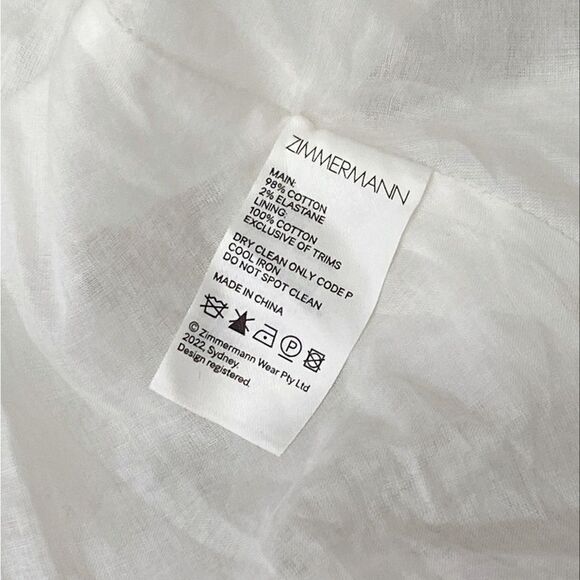 ZIMMERMANN
MAIN:
98% COTTON
2% ELASTANE
LINING:
100% COTTON
EXCLUSIVE OF TRIMS
DRY CLEAN ONLY CODE P
COOL IRON
DO NOT SPOT CLEAN
MADE IN CHINA
P
© Zimmermann Wear Pty Ltd
2022, Sydney.
Design registered.